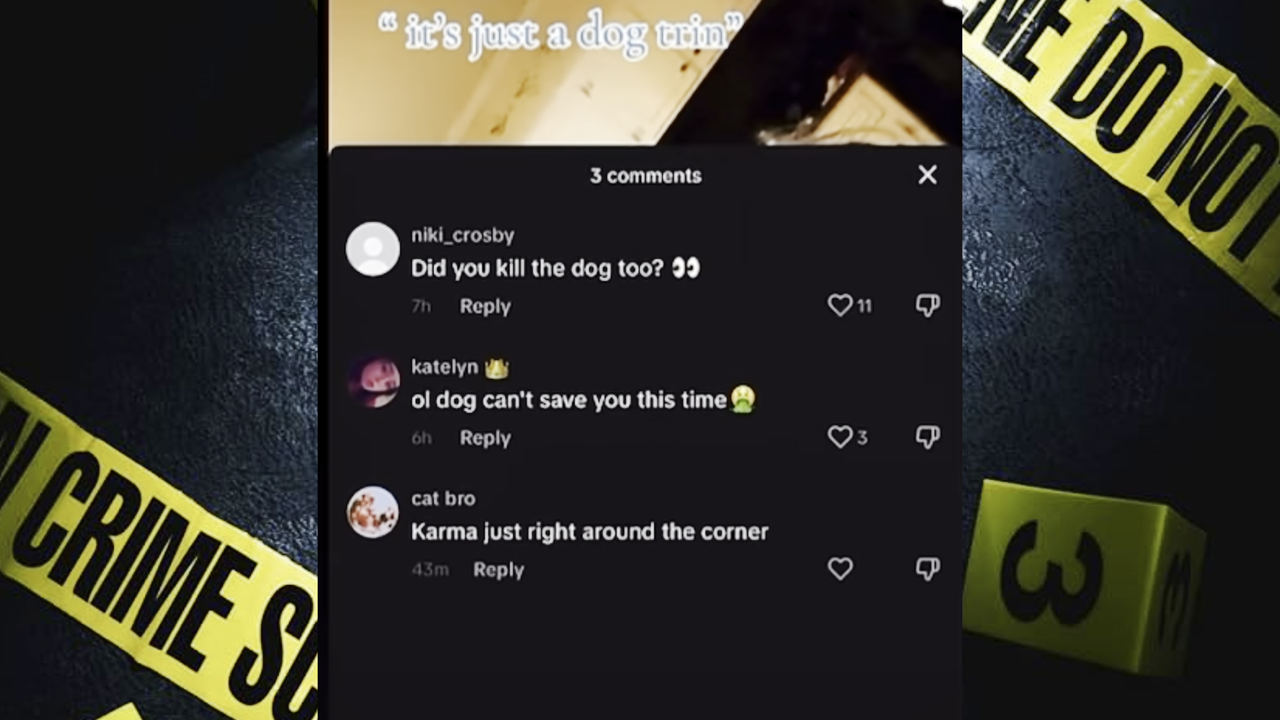 “ it’s just a dog trin”
NE DO NOT
3 comments
niki_crosby
Did you kill the dog too? 👀
7h Reply 11
katelyn 👑
ol dog can't save you this time🤮
6h Reply 3
cat bro
Karma just right around the corner
43m Reply
CRIME SC
3
3